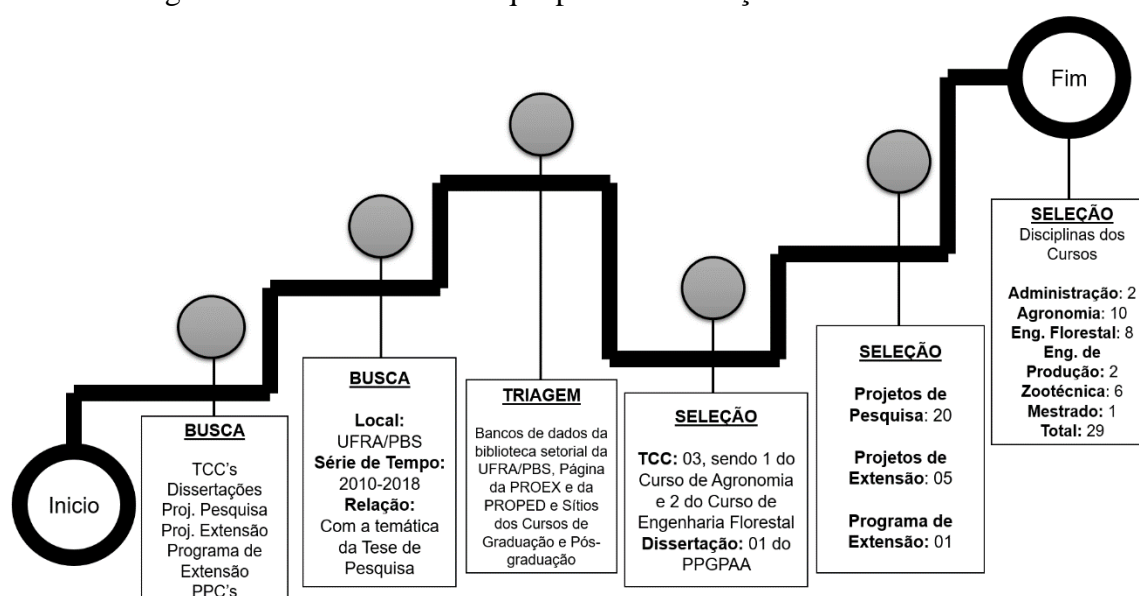 Inicio
BUSCA
TCC's
Dissertações
Proj. Pesquisa
Proj. Extensão
Programa de
Extensão
PPC's
BUSCA
Local:
UFRA/PBS
Série de Tempo:
2010-2018
Relação:
Com a temática
da Tese de
Pesquisa
TRIAGEM
Bancos de dados da
biblioteca setorial da
UFRA/PBS, Página
da PROEX e da
PROPED e Sítios
dos Cursos de
Graduação e Pós-
graduação
SELEÇÃO
TCC: 03, sendo 1 do
Curso de Agronomia
e 2 do Curso de
Engenharia Florestal
Dissertação: 01 do
PPGPAA
SELEÇÃO
Projetos de
Pesquisa: 20
Projetos de
Extensão: 05
Programa de
Extensão: 01
Fim
SELEÇÃO
Disciplinas dos
Cursos
Administração: 2
Agronomia: 10
Eng. Florestal: 8
Eng. de
Produção: 2
Zootécnica: 6
Mestrado: 1
Total: 29